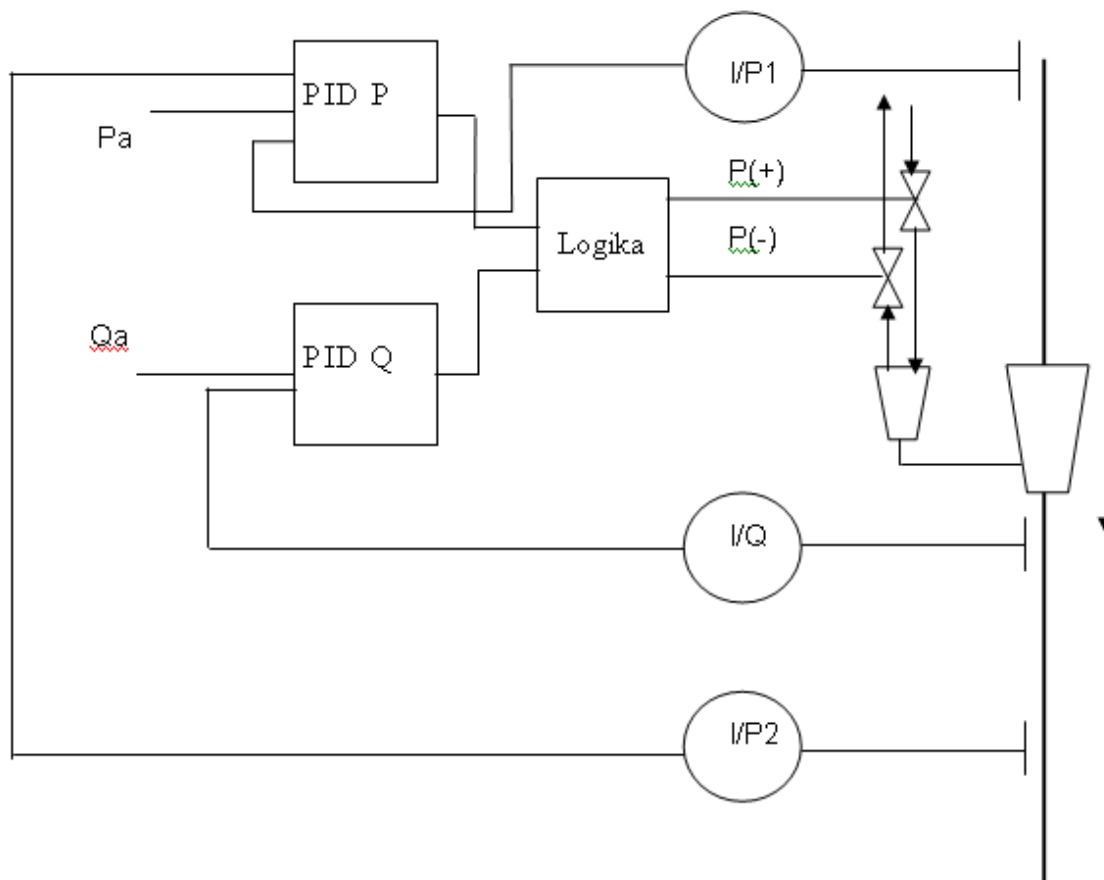 PID P
I/P1
Pa
P(+)
P(-)
Logika
Qa
PID Q
I/Q
I/P2